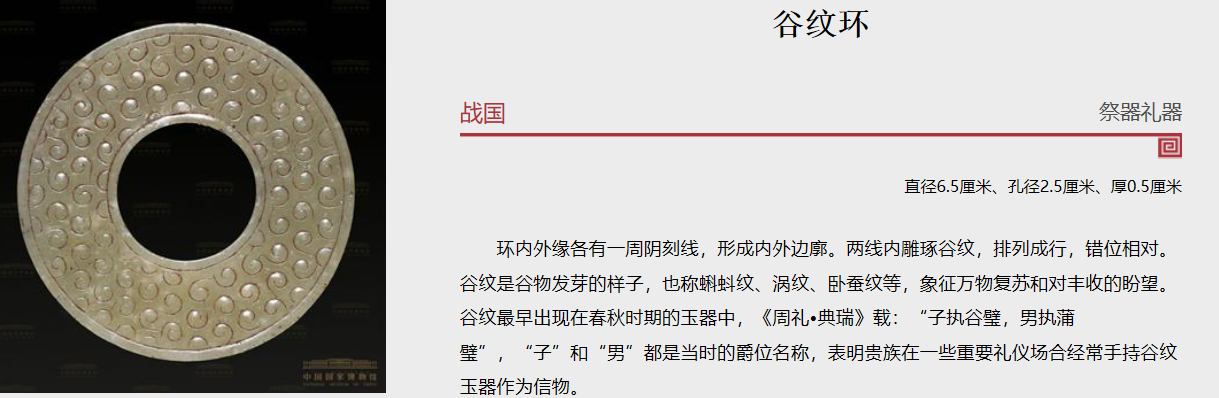 谷纹环
战国
祭器礼器
直径6.5厘米、孔径2.5厘米、厚0.5厘米
环内外缘各有一周阴刻线，形成内外边廓。两线内雕琢谷纹，排列成行，错位相对。
谷纹是谷物发芽的样子，也称蝌蚪纹、涡纹、卧蚕纹等，象征万物复苏和对丰收的盼望。
谷纹最早出现在春秋时期的玉器中，《周礼•典瑞》载：“子执谷璧，男执蒲
璧”，“子”和“男”都是当时的爵位名称，表明贵族在一些重要礼仪场合经常手持谷纹
玉器作为信物。
中国国家博物馆
NATIONAL MUSEUM OF CHINA